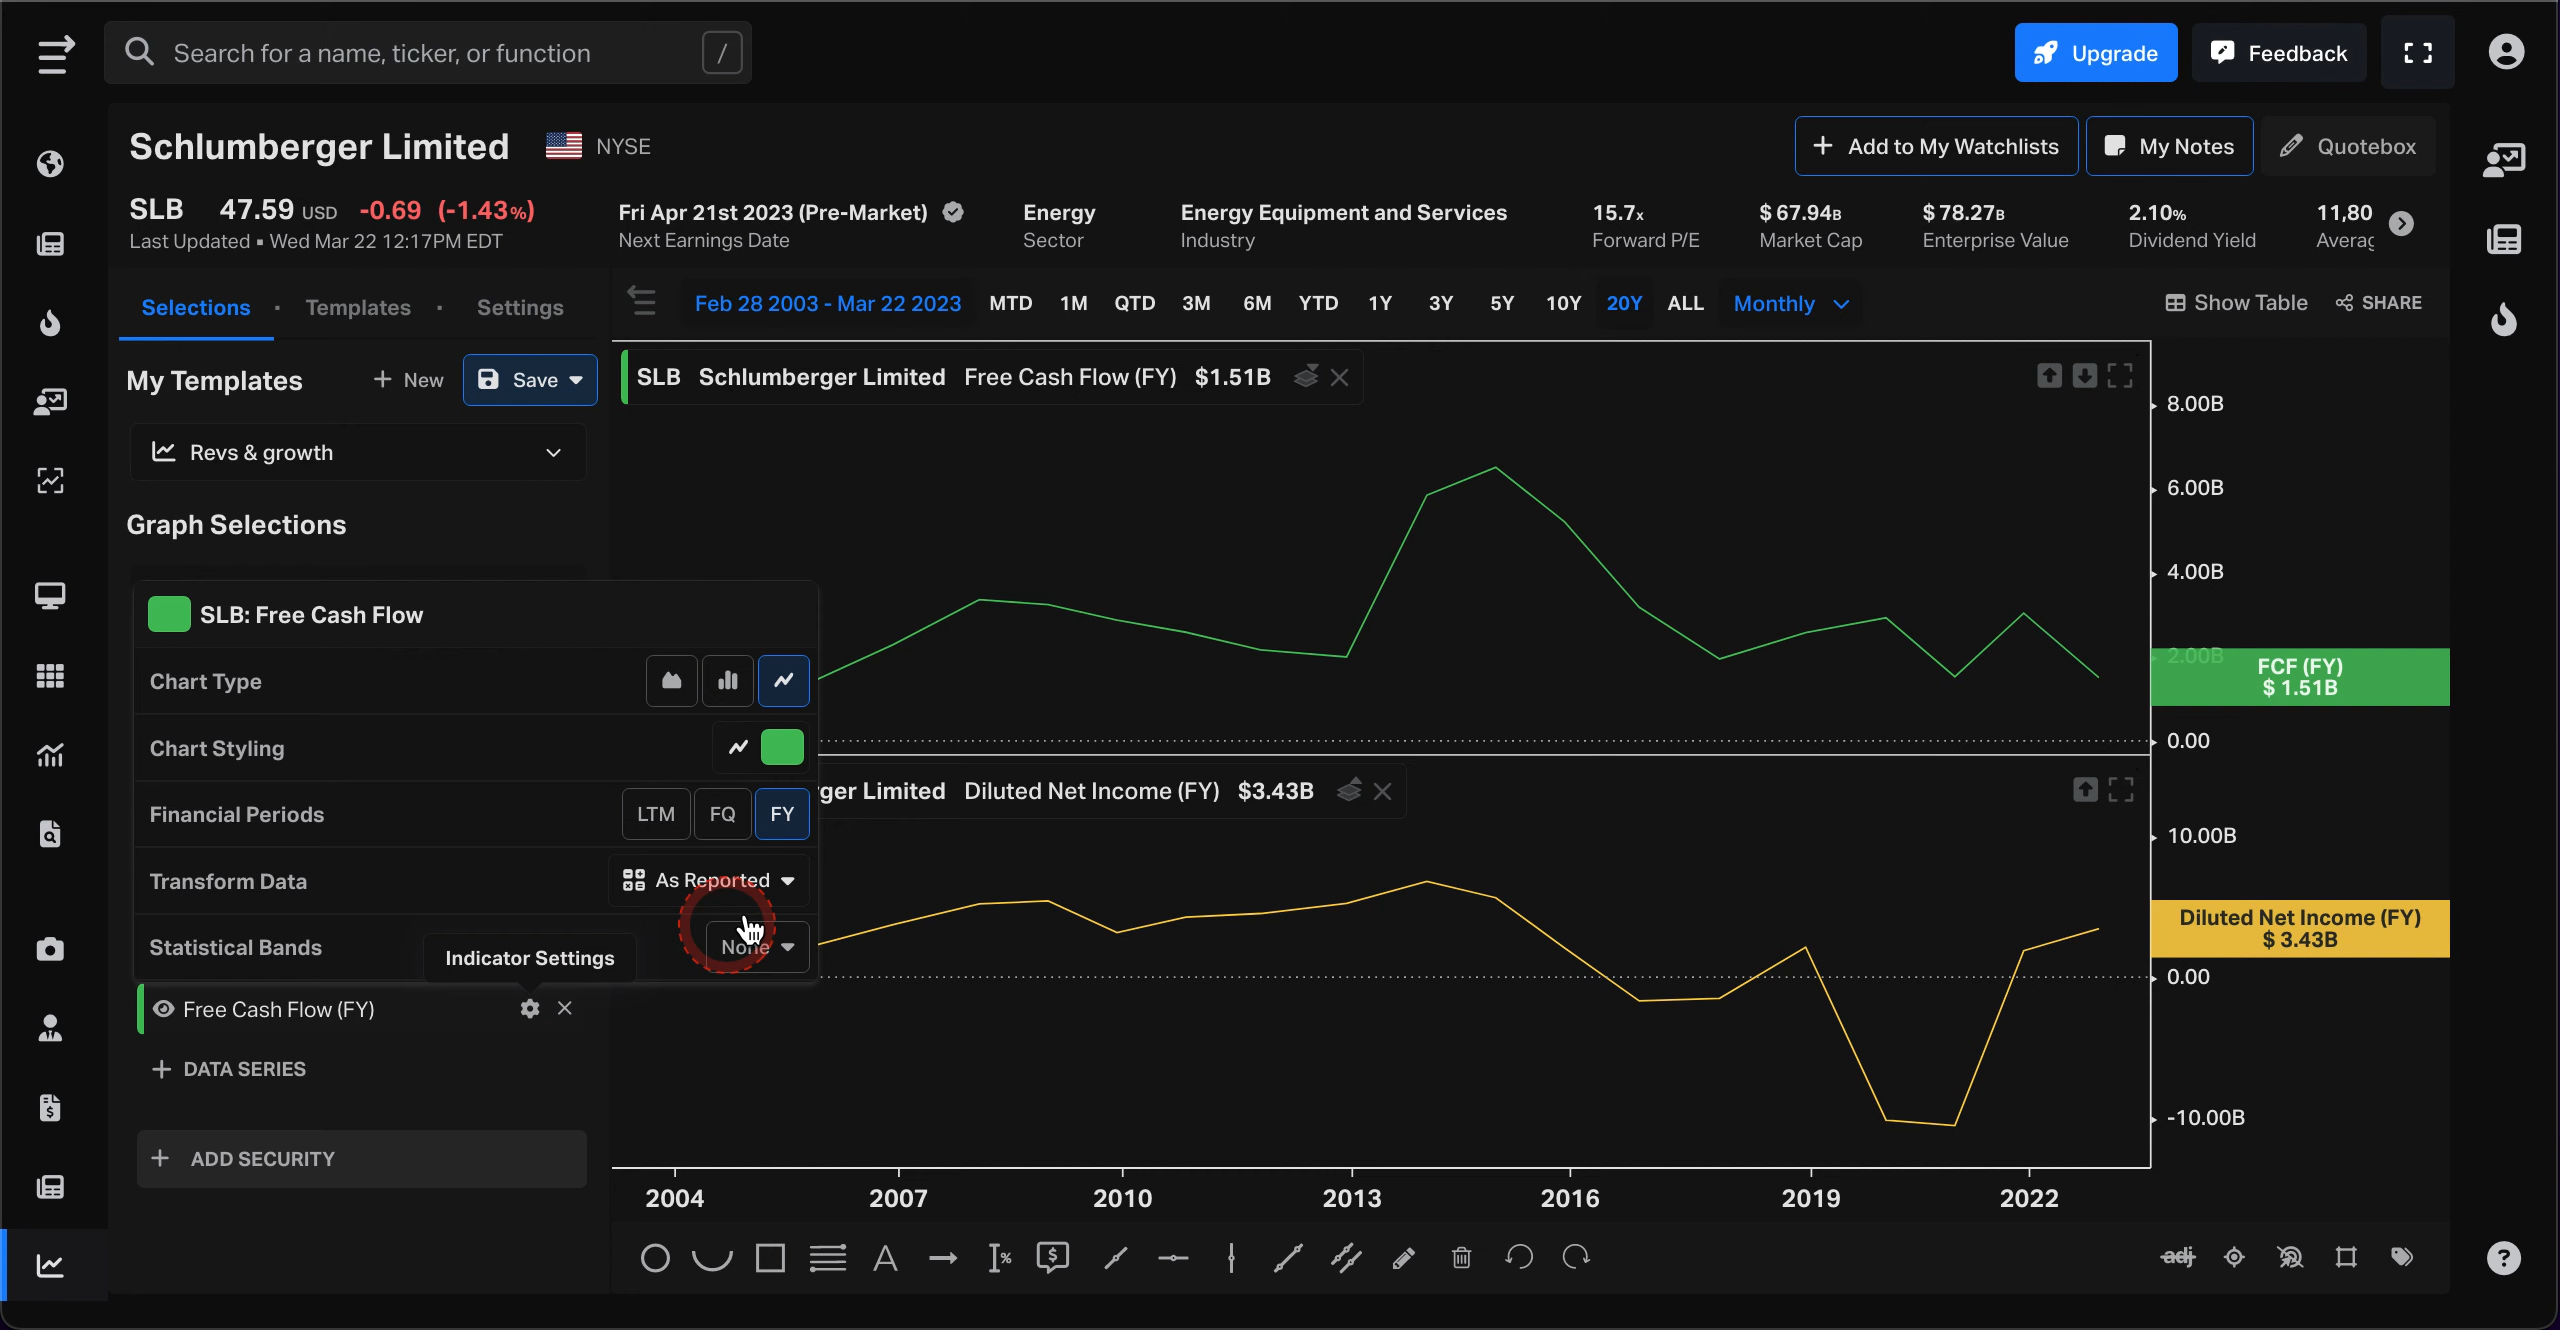 Search for a name, ticker, or function /
Upgrade
Feedback
Schlumberger Limited NYSE
Add to My Watchlists
My Notes
Quotebox
SLB 47.59 USD -0.69 (-1.43%)
Last Updated ▪ Wed Mar 22 12:17PM EDT
Fri Apr 21st 2023 (Pre-Market)
Next Earnings Date
Energy
Sector
Energy Equipment and Services
Industry
15.7x
Forward P/E
$67.94B
Market Cap
$78.27B
Enterprise Value
2.10%
Dividend Yield
11,80
Averag
Selections · Templates · Settings
Feb 28 2003 - Mar 22 2023 MTD 1M QTD 3M 6M YTD 1Y 3Y 5Y 10Y 20Y ALL Monthly
Show Table SHARE
My Templates + New Save
Revs & growth
Graph Selections
SLB: Free Cash Flow
Chart Type
Chart Styling
Financial Periods LTM FQ FY
Transform Data As Reported
Statistical Bands None
Indicator Settings
Free Cash Flow (FY)
+ DATA SERIES
+ ADD SECURITY
SLB Schlumberger Limited Free Cash Flow (FY) $1.51B
8.00B
6.00B
4.00B
2.00B
FCF (FY)
$ 1.51B
0.00
ger Limited Diluted Net Income (FY) $3.43B
10.00B
Diluted Net Income (FY)
$ 3.43B
0.00
-10.00B
2004 2007 2010 2013 2016 2019 2022
A
%
$
adj
?